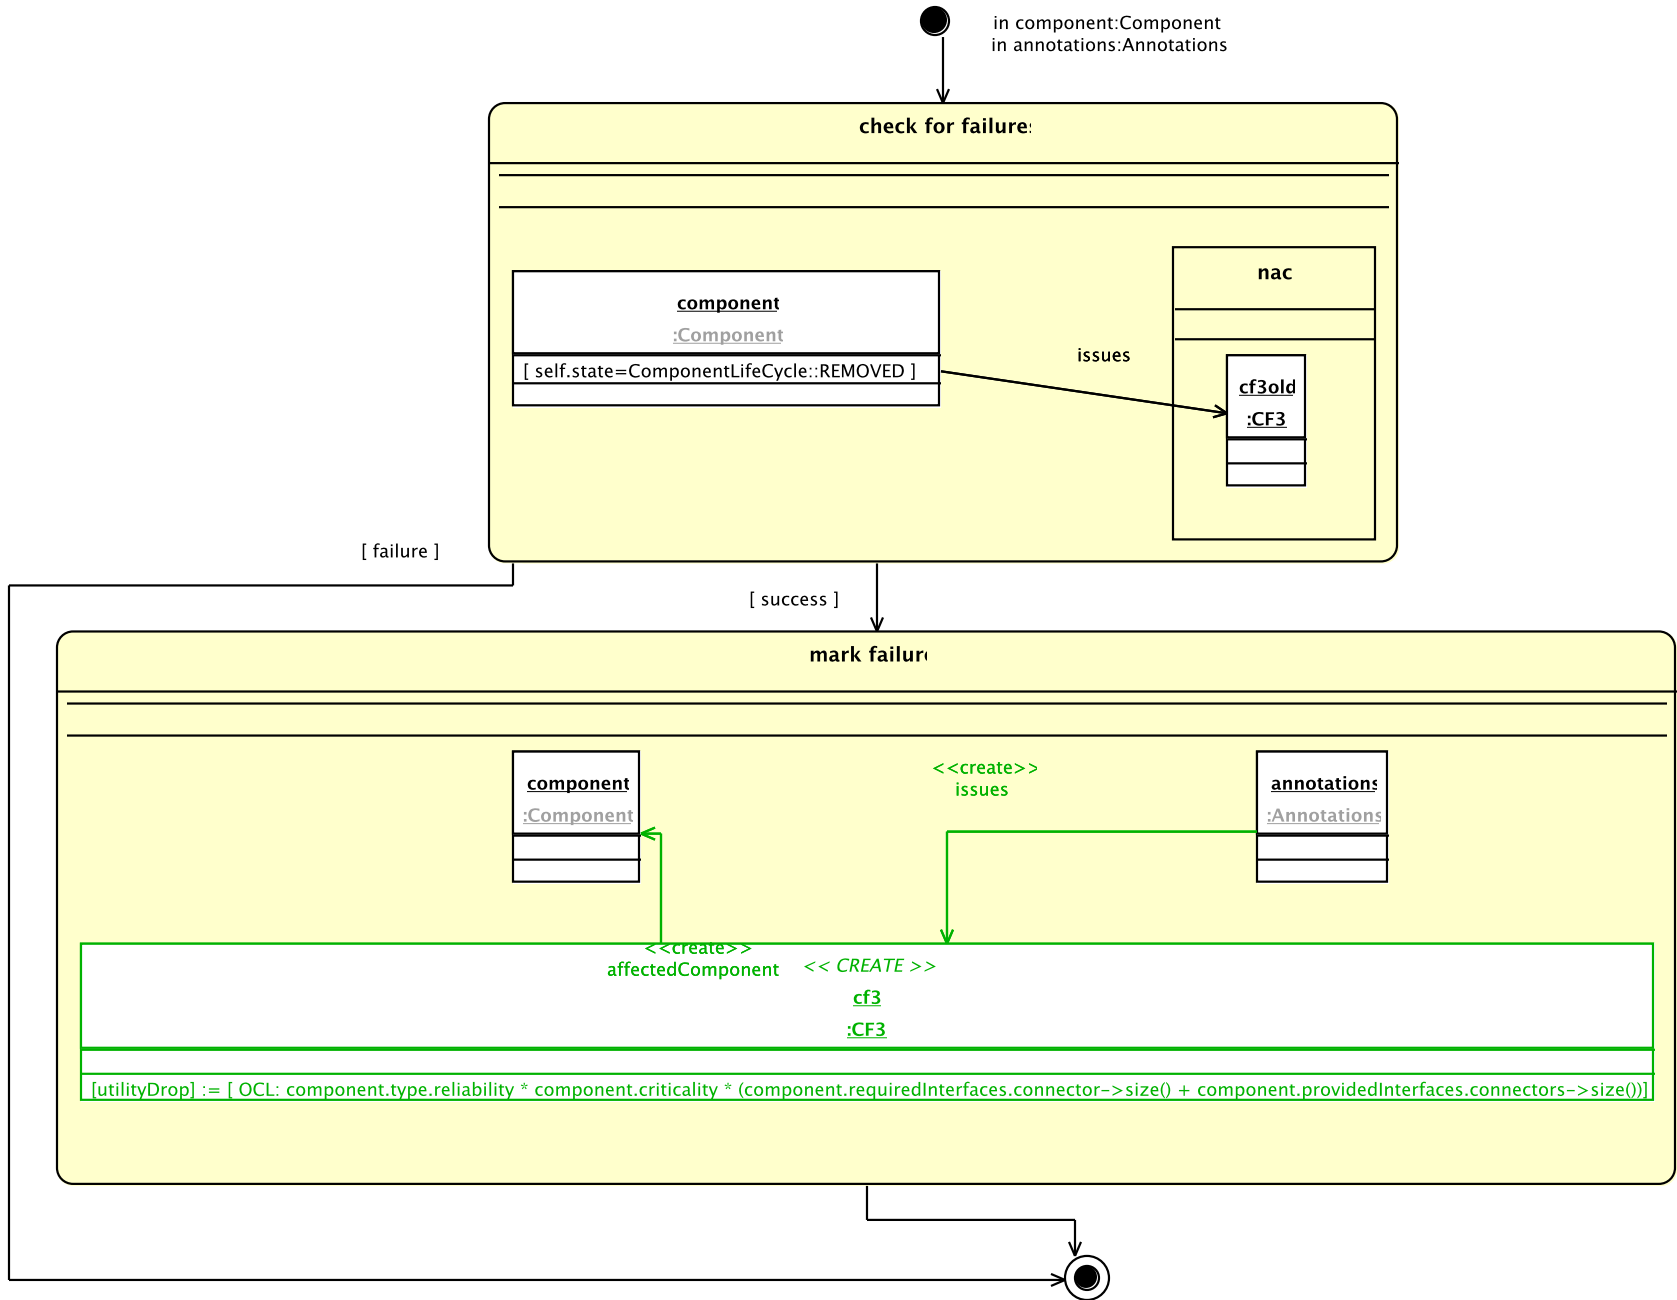 in component:Component
in annotations:Annotations
check for failures
nac
component
:Component
[ self.state=ComponentLifeCycle::REMOVED ]
issues
cf3old
:CF3
[ failure ]
[ success ]
mark failure
component
:Component
<<create>>
issues
annotations
:Annotations
<<create>>
affectedComponent
<< CREATE >>
cf3
:CF3
[utilityDrop] := [ OCL: component.type.reliability * component.criticality * (component.requiredInterfaces.connector->size() + component.providedInterfaces.connectors->size())]